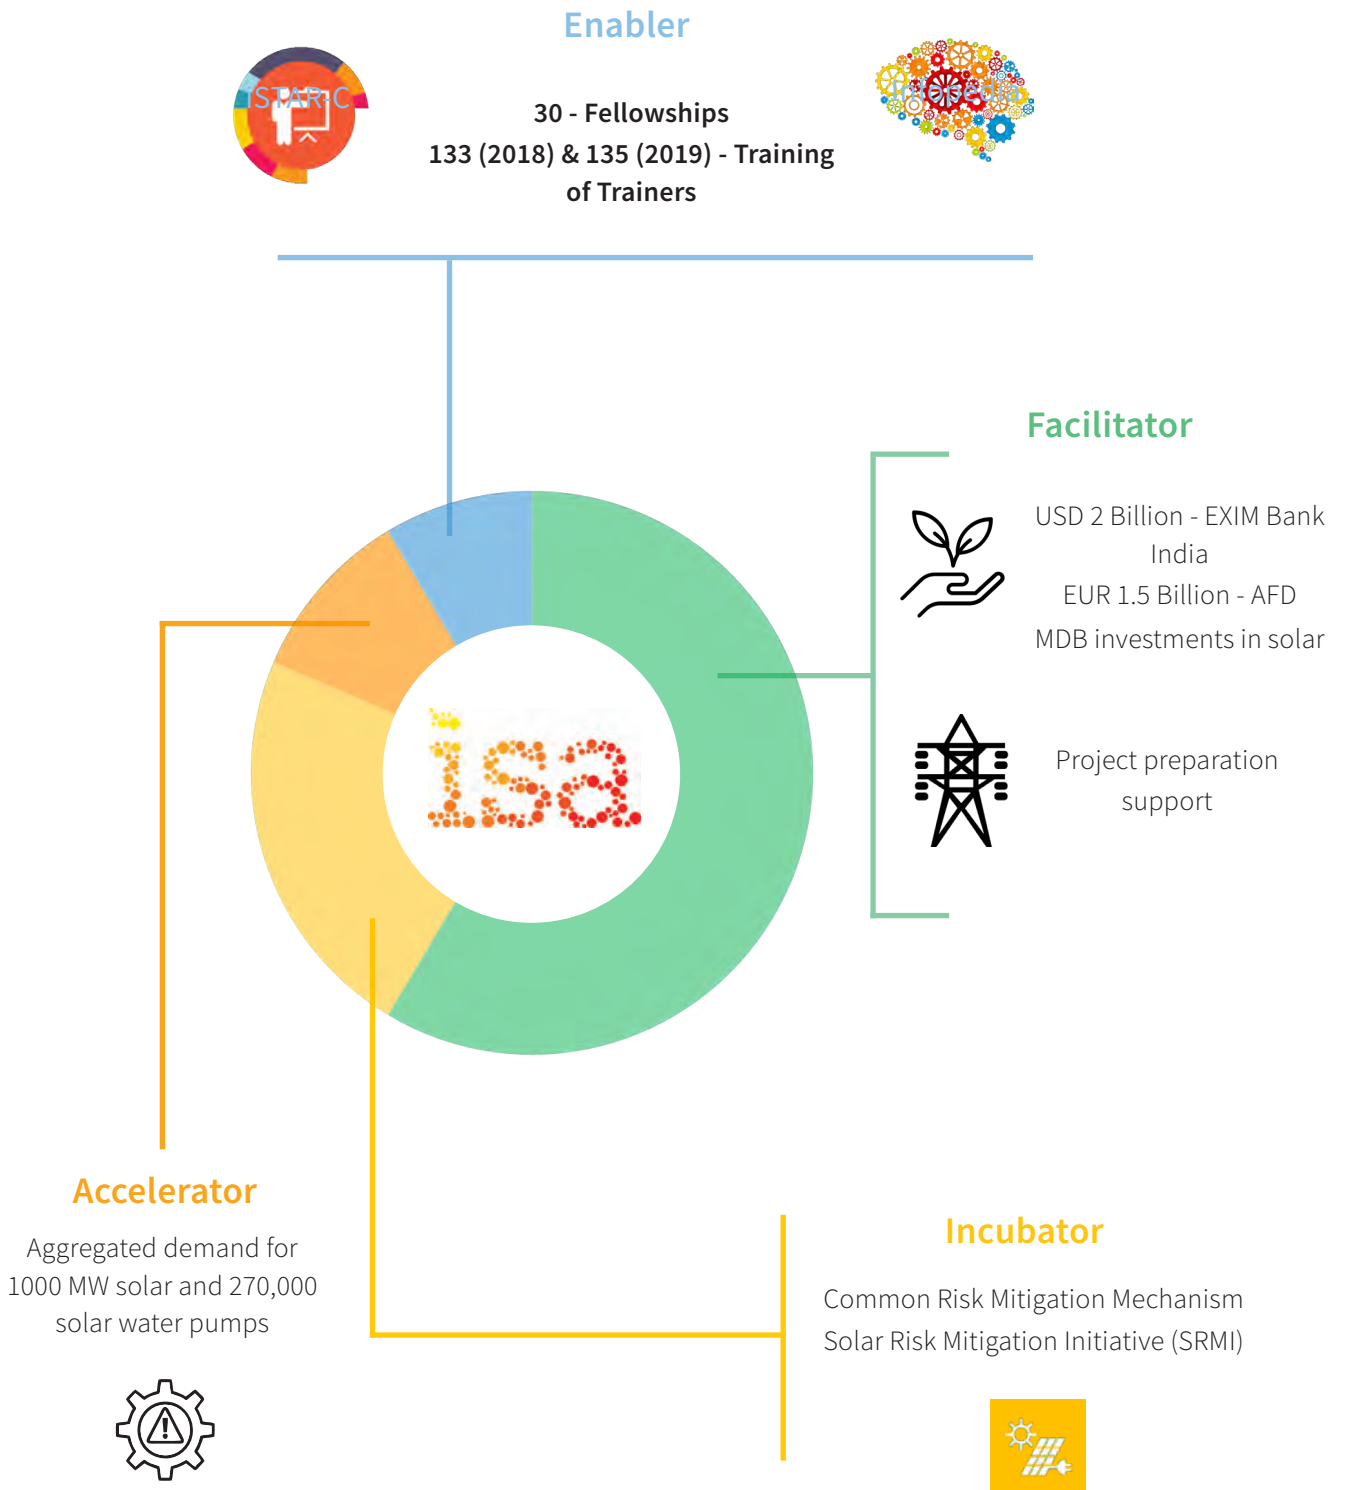 Enabler
iSTAR-C
Infopedia
30 - Fellowships
133 (2018) & 135 (2019) - Training
of Trainers
Facilitator
USD 2 Billion - EXIM Bank
India
EUR 1.5 Billion - AFD
MDB investments in solar
Project preparation
support
isa
Accelerator
Aggregated demand for
1000 MW solar and 270,000
solar water pumps
Incubator
Common Risk Mitigation Mechanism
Solar Risk Mitigation Initiative (SRMI)